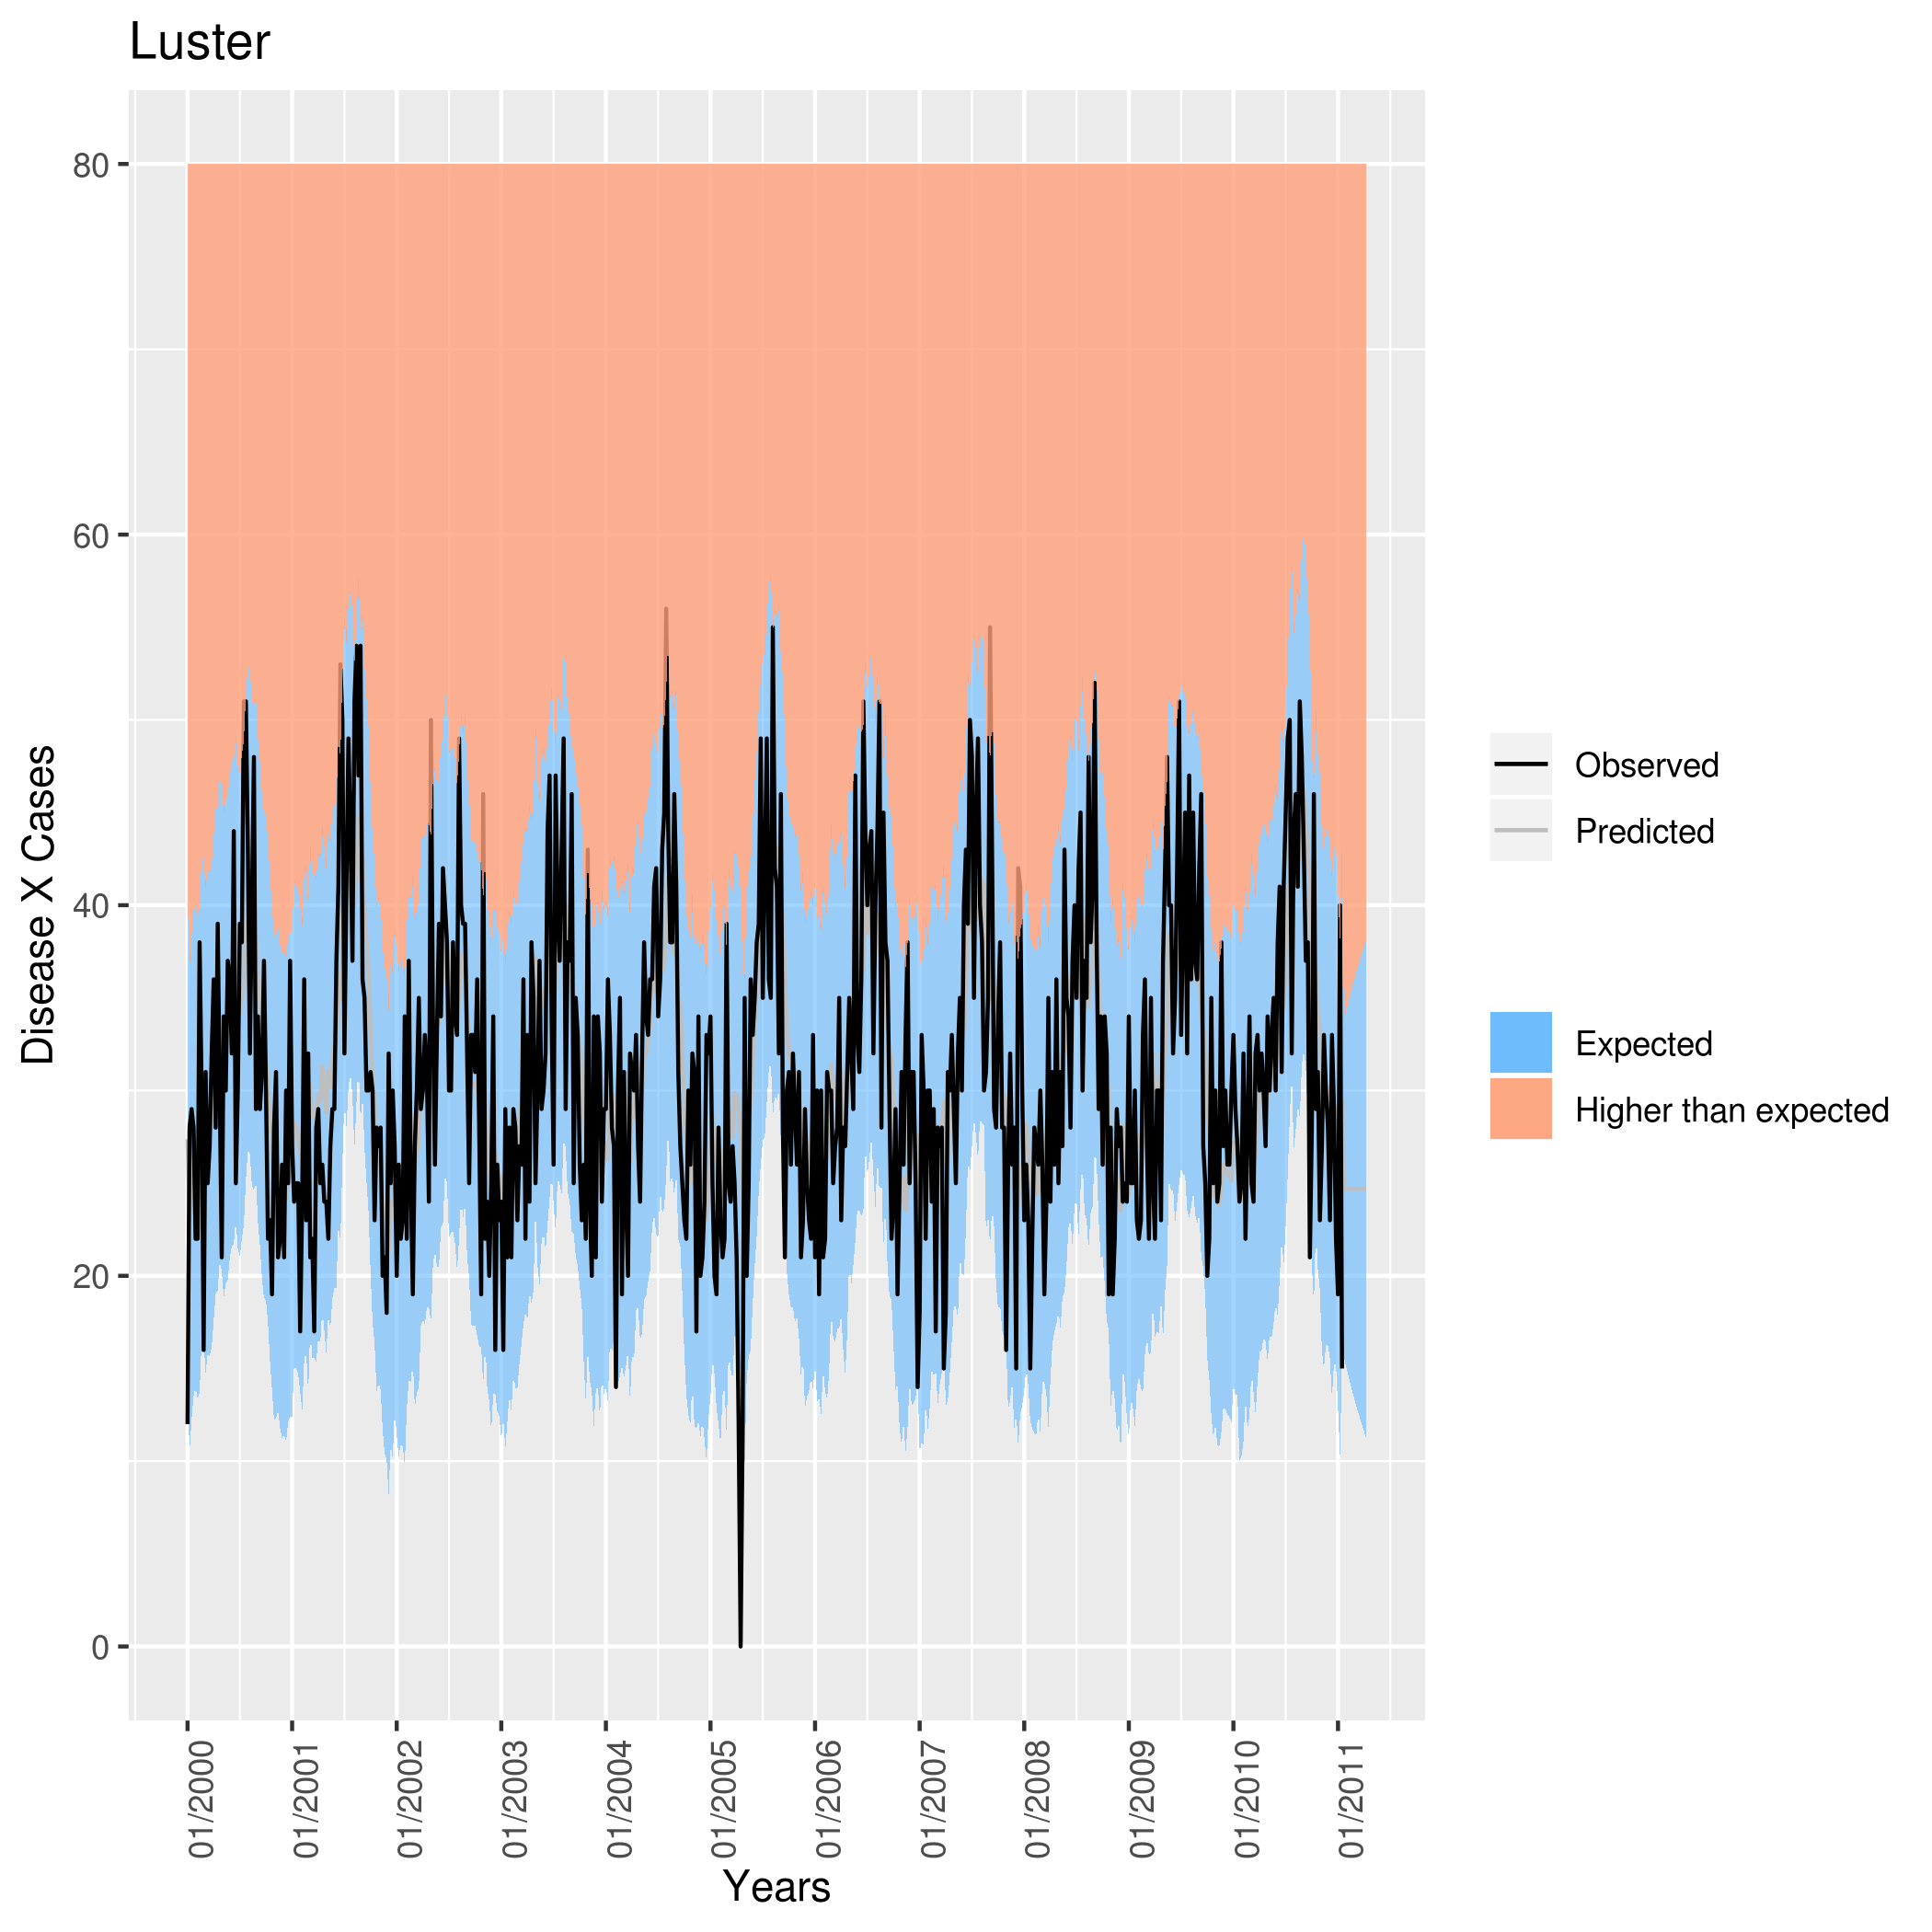 Luster
Disease X Cases
80
60
40
20
0
01/2000
01/2001
01/2002
01/2003
01/2004
01/2005
01/2006
01/2007
01/2008
01/2009
01/2010
01/2011
Years
Observed
Predicted
Expected
Higher than expected